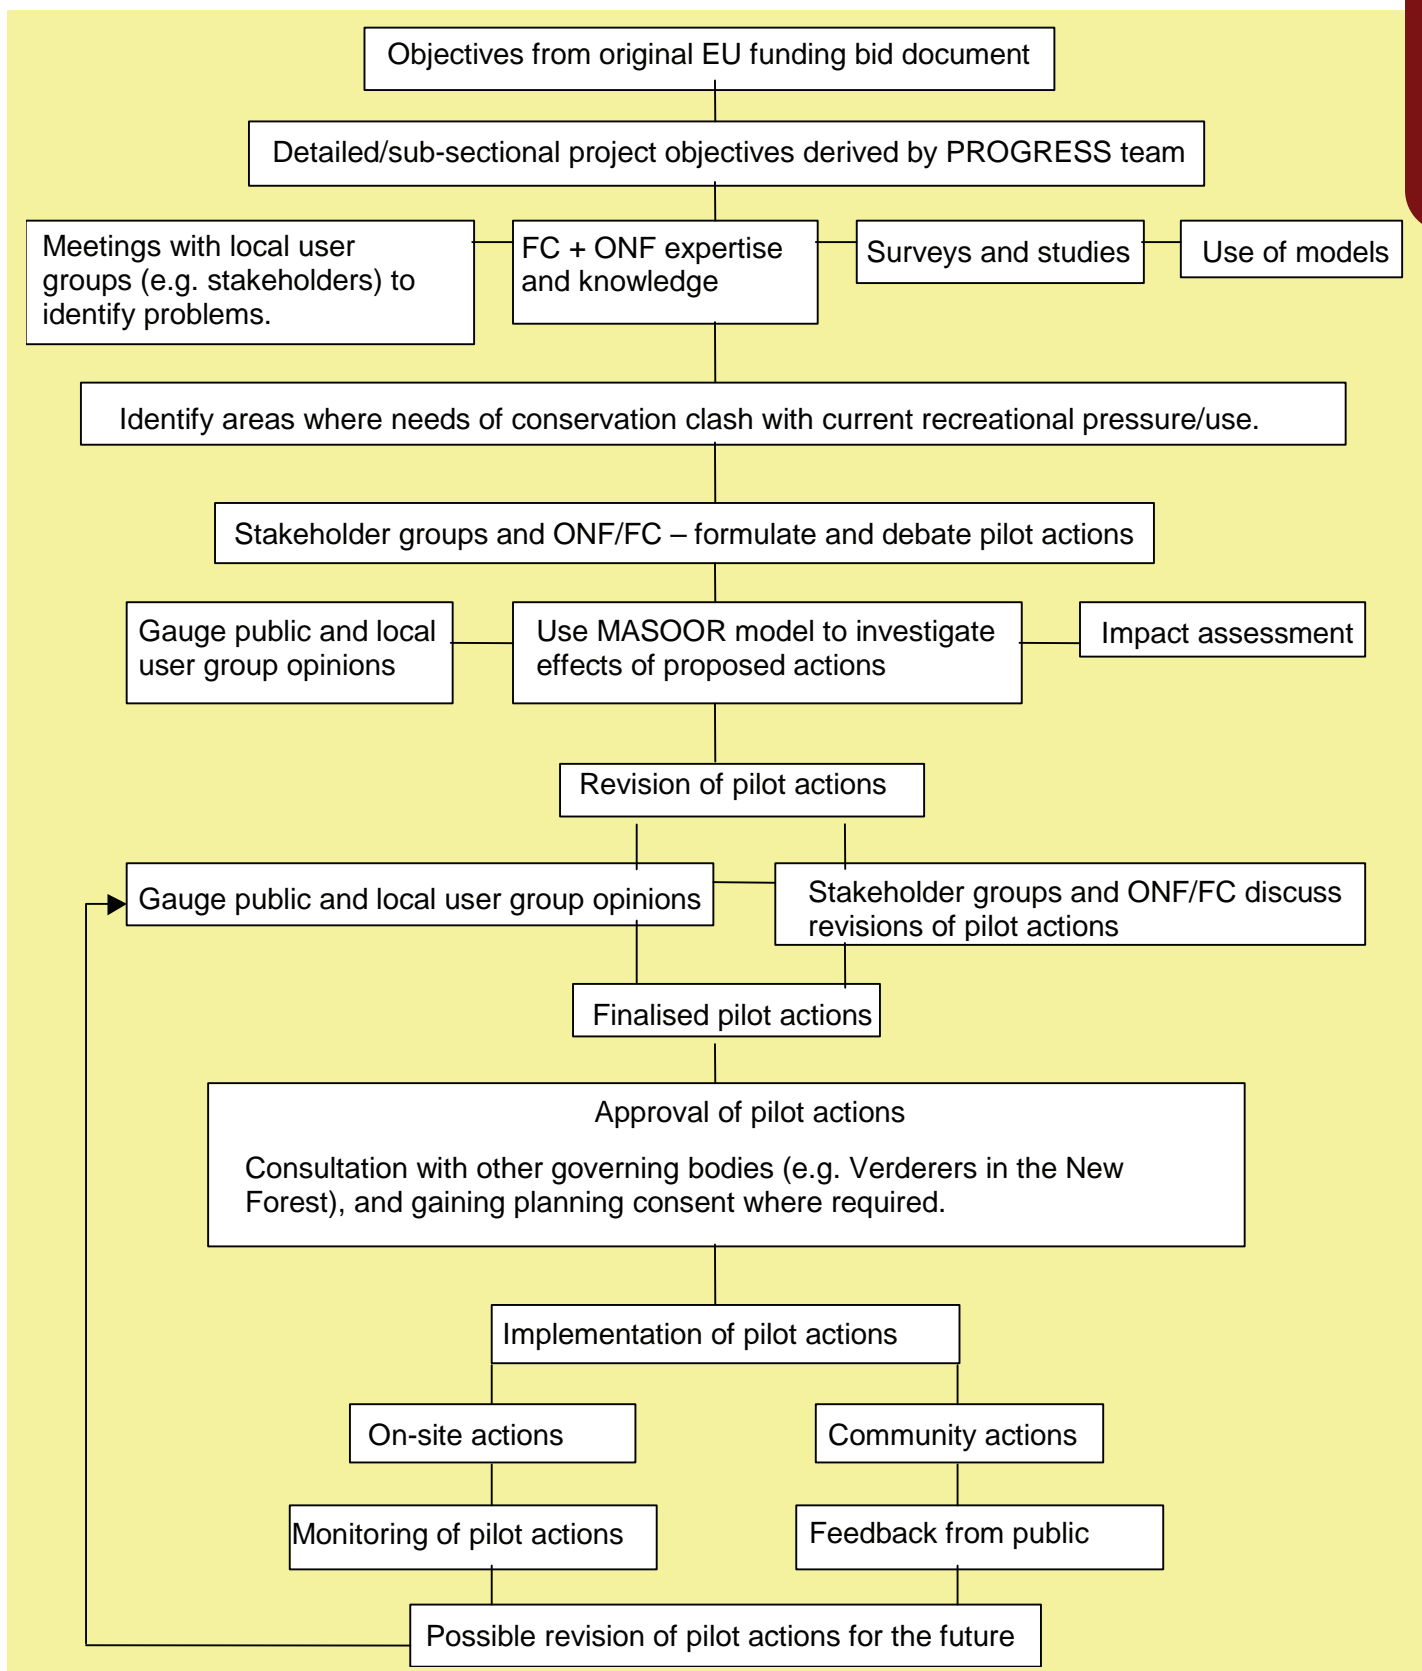 Objectives from original EU funding bid document
Detailed/sub-sectional project objectives derived by PROGRESS team
Meetings with local user
groups (e.g. stakeholders) to
identify problems.
FC + ONF expertise
and knowledge
Surveys and studies
Use of models
Identify areas where needs of conservation clash with current recreational pressure/use.
Stakeholder groups and ONF/FC – formulate and debate pilot actions
Gauge public and local
user group opinions
Use MASOOR model to investigate
effects of proposed actions
Impact assessment
Revision of pilot actions
Gauge public and local user group opinions
Stakeholder groups and ONF/FC discuss
revisions of pilot actions
Finalised pilot actions
Approval of pilot actions
Consultation with other governing bodies (e.g. Verderers in the New
Forest), and gaining planning consent where required.
Implementation of pilot actions
On-site actions
Community actions
Monitoring of pilot actions
Feedback from public
Possible revision of pilot actions for the future